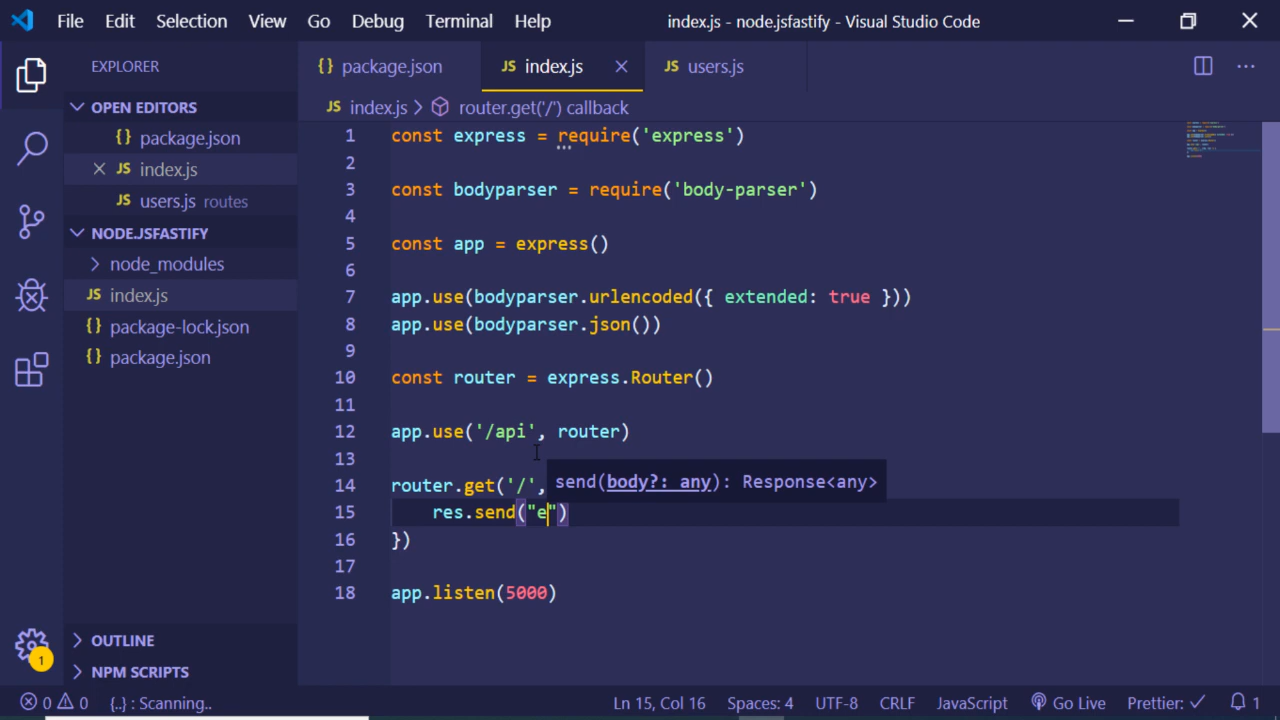 File Edit Selection View Go Debug Terminal Help index.js - node.jsfastify - Visual Studio Code
EXPLORER
OPEN EDITORS
{} package.json
JS index.js
JS users.js routes
NODE.JSFASTIFY
node_modules
JS index.js
{} package-lock.json
{} package.json
OUTLINE
NPM SCRIPTS
1
{} package.json JS index.js JS users.js
JS index.js > router.get('/') callback
1 const express = require('express')
2
3 const bodyparser = require('body-parser')
4
5 const app = express()
6
7 app.use(bodyparser.urlencoded({ extended: true }))
8 app.use(bodyparser.json())
9
10 const router = express.Router()
11
12 app.use('/api', router)
13
14 router.get('/',
send(body?: any): Response<any>
15 res.send("e")
16 })
17
18 app.listen(5000)
0 0 {..} : Scanning.. Ln 15, Col 16 Spaces: 4 UTF-8 CRLF JavaScript Go Live Prettier: ✓ 1